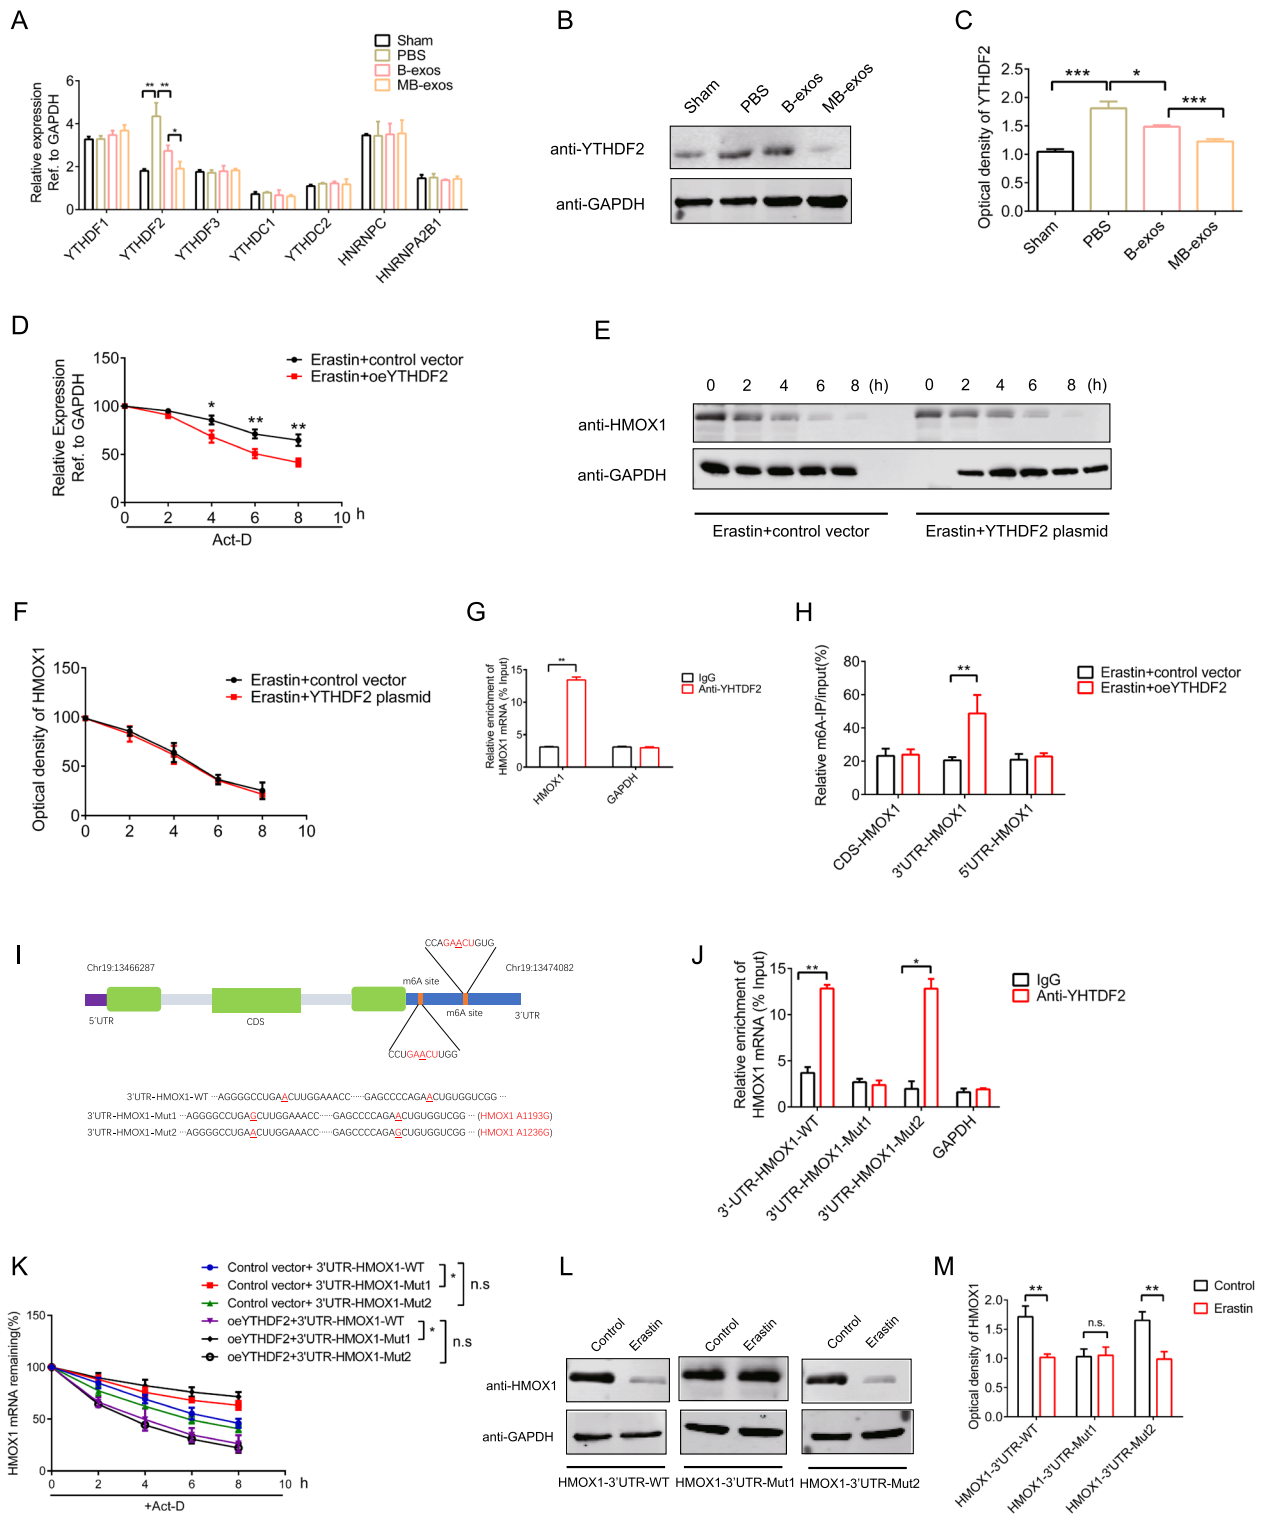 A
Sham
PBS
B-exos
MB-exos
Relative expression
Ref. to GAPDH
6
4
2
0
** **
*
YTHDF1
YTHDF2
YTHDF3
YTHDC1
YTHDC2
HNRNPC
HNRNPA2B1
B
Sham
PBS
B-exos
MB-exos
anti-YTHDF2
anti-GAPDH
C
Optical density of YTHDF2
2.5
2.0
1.5
1.0
0.5
0.0
***
*
***
Sham
PBS
B-exos
MB-exos
D
Relative Expression
Ref. to GAPDH
150
100
50
0
Erastin+control vector
Erastin+oeYTHDF2
*
**
**
0 2 4 6 8 10 h
Act-D
E
0 2 4 6 8 (h) 0 2 4 6 8 (h)
anti-HMOX1
anti-GAPDH
Erastin+control vector
Erastin+YTHDF2 plasmid
F
Optical density of HMOX1
150
100
50
0
Erastin+control vector
Erastin+YTHDF2 plasmid
0 2 4 6 8 10
G
Relative enrichment of
HMOX1 mRNA (% Input)
15
10
5
0
**
IgG
Anti-YHTDF2
HMOX1
GAPDH
H
Relative m6A-IP/input(%)
80
60
40
20
0
**
Erastin+control vector
Erastin+oeYTHDF2
CDS-HMOX1
3'UTR-HMOX1
5'UTR-HMOX1
I
CCAGAACUGUG
Chr19:13466287
Chr19:13474082
m6A site
5'UTR
CDS
m6A site
3'UTR
CCUGAACUUGG
3'UTR-HMOX1-WT ···AGGGGCCUGAACUUGGAAACC······GAGCCCCAGAACUGUGGUCGG ···
3'UTR-HMOX1-Mut1 ···AGGGGCCUGAGCUUGGAAACC······GAGCCCCAGAACUGUGGUCGG ···(HMOX1 A1193G)
3'UTR-HMOX1-Mut2 ···AGGGGCCUGAACUUGGAAACC······GAGCCCCAGAGCUGUGGUCGG ···(HMOX1 A1236G)
J
Relative enrichment of
HMOX1 mRNA (% Input)
15
10
5
0
**
*
IgG
Anti-YHTDF2
3'-UTR-HMOX1-WT
3'UTR-HMOX1-Mut1
3'UTR-HMOX1-Mut2
GAPDH
K
Control vector+ 3'UTR-HMOX1-WT
Control vector+ 3'UTR-HMOX1-Mut1
Control vector+ 3'UTR-HMOX1-Mut2
oeYTHDF2+3'UTR-HMOX1-WT
oeYTHDF2+3'UTR-HMOX1-Mut1
oeYTHDF2+3'UTR-HMOX1-Mut2
*
n.s
*
n.s
HMOX1 mRNA remaining(%)
150
100
50
0
0 2 4 6 8 10 h
+Act-D
L
Control
Erastin
Control
Erastin
Control
Erastin
anti-HMOX1
anti-GAPDH
HMOX1-3'UTR-WT
HMOX1-3'UTR-Mut1
HMOX1-3'UTR-Mut2
M
Optical density of HMOX1
2.0
1.5
1.0
0.5
0.0
**
n.s.
**
Control
Erastin
HMOX1-3'UTR-WT
HMOX1-3'UTR-Mut1
HMOX1-3'UTR-Mut2